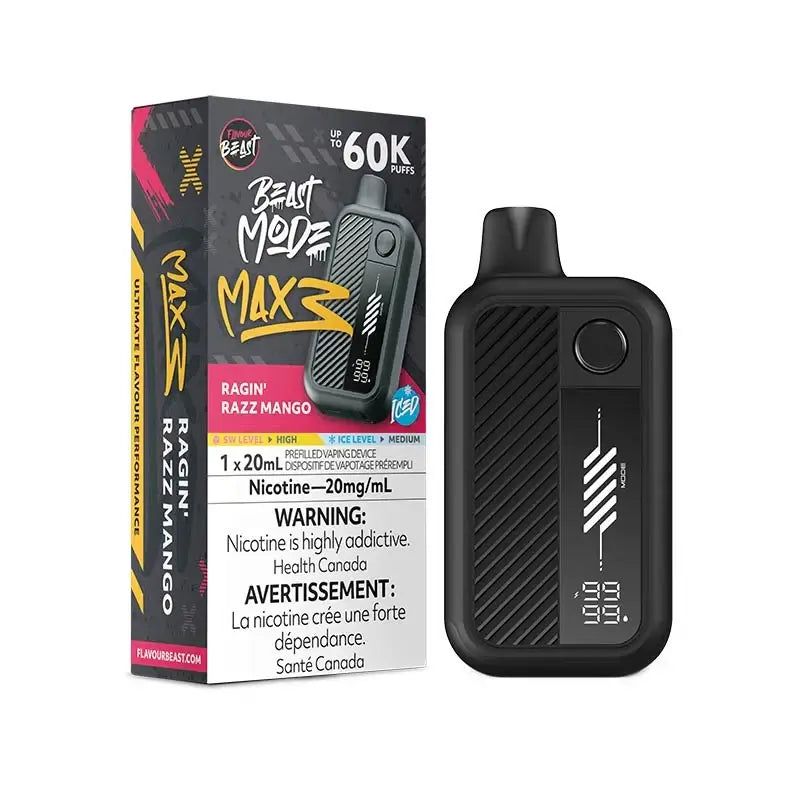 FLAVOUR
BEAST
UP
TO
60K
PUFFS
BEAST
MODE
MAX3
RAGIN'
RAZZ MANGO
ICED
SW LEVEL HIGH
ICE LEVEL MEDIUM
1 x 20mL
PREFILLED VAPING DEVICE
DISPOSITIF DE VAPOTAGE PRÉREMPLI
Nicotine—20mg/mL
WARNING:
Nicotine is highly addictive.
Health Canada
AVERTISSEMENT:
La nicotine crée une forte
dépendance.
Santé Canada
X
MAX3
ULTIMATE FLAVOUR PERFORMANCE
RAGIN'
RAZZ MANGO
FLAVOURBEAST.COM
MODE
88
88